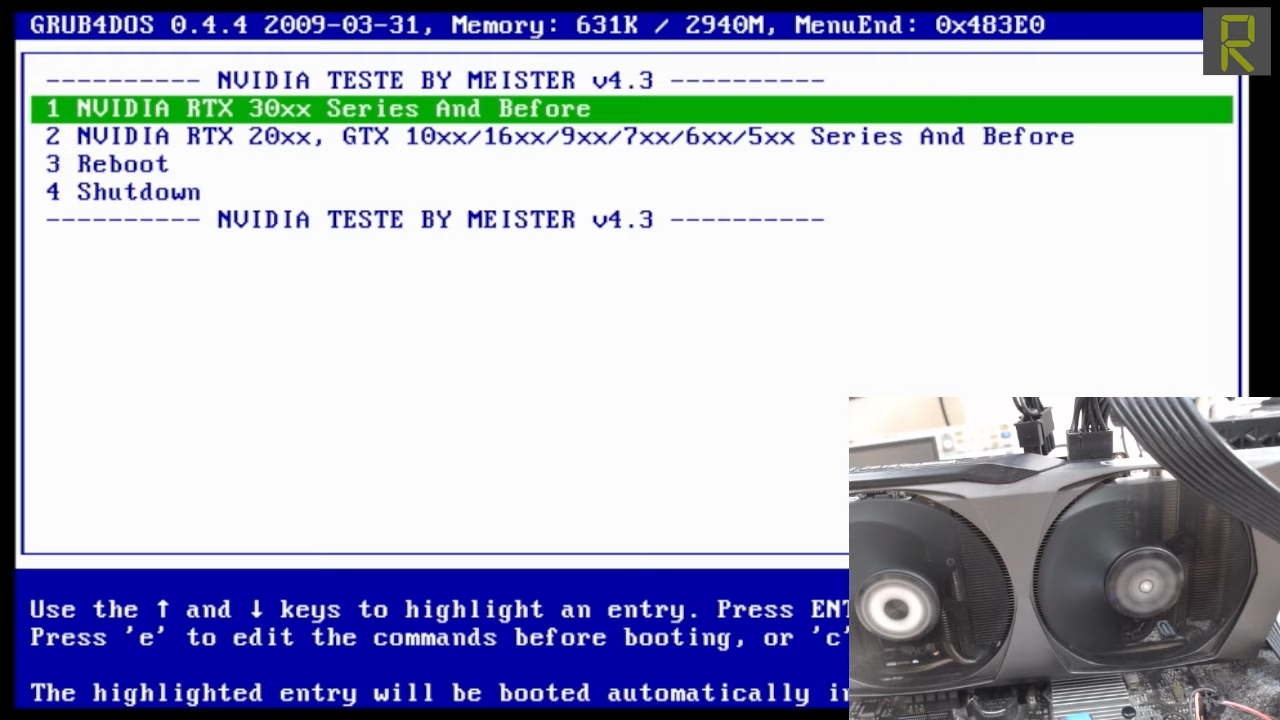 GRUB4DOS 0.4.4 2009-03-31, Memory: 631K / 2940M, MenuEnd: 0x483E0
R
---------- NVIDIA TESTE BY MEISTER v4.3 ----------
1 NVIDIA RTX 30xx Series And Before
2 NVIDIA RTX 20xx, GTX 10xx/16xx/9xx/7xx/6xx/5xx Series And Before
3 Reboot
4 Shutdown
---------- NVIDIA TESTE BY MEISTER v4.3 ----------
Use the ↑ and ↓ keys to highlight an entry. Press EN
Press 'e' to edit the commands before booting, or 'c'
The highlighted entry will be booted automatically in